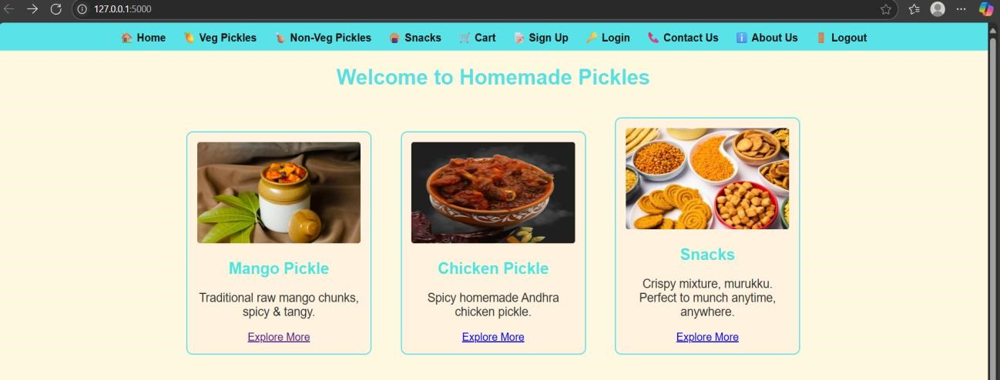 127.0.0.1:5000
Home Veg Pickles Non-Veg Pickles Snacks Cart Sign Up Login Contact Us About Us Logout
Welcome to Homemade Pickles
Mango Pickle
Traditional raw mango chunks,
spicy & tangy.
Explore More
Chicken Pickle
Spicy homemade Andhra
chicken pickle.
Explore More
Snacks
Crispy mixture, murukku.
Perfect to munch anytime,
anywhere.
Explore More